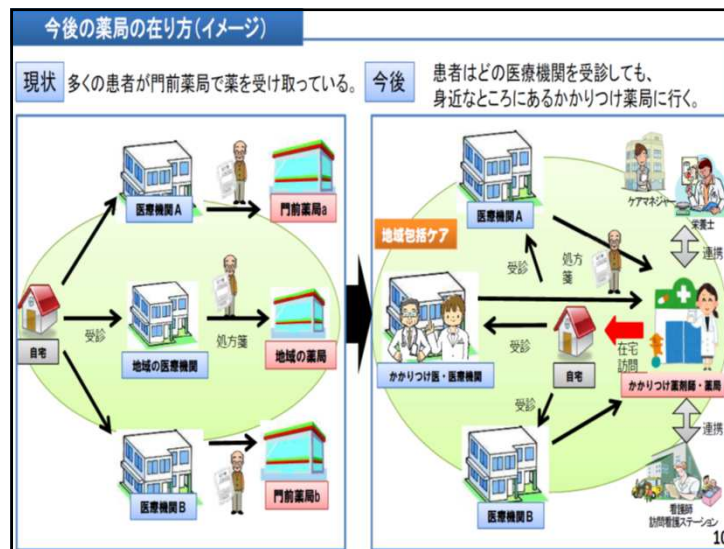 今後の薬局の在り方(イメージ)
現状
多くの患者が門前薬局で薬を受け取っている。
医療機関A
門前薬局a
自宅
受診
地域の医療機関
処方箋
地域の薬局
医療機関B
門前薬局b
今後
患者はどの医療機関を受診しても、
身近なところにあるかかりつけ薬局に行く。
ケアマネジャー
栄養士
医療機関A
地域包括ケア
連携
受診
処方
箋
かかりつけ医・医療機関
受診
自宅
在宅
訪問
かかりつけ薬剤師・薬局
受診
連携
医療機関B
看護師
訪問看護ステーション
10